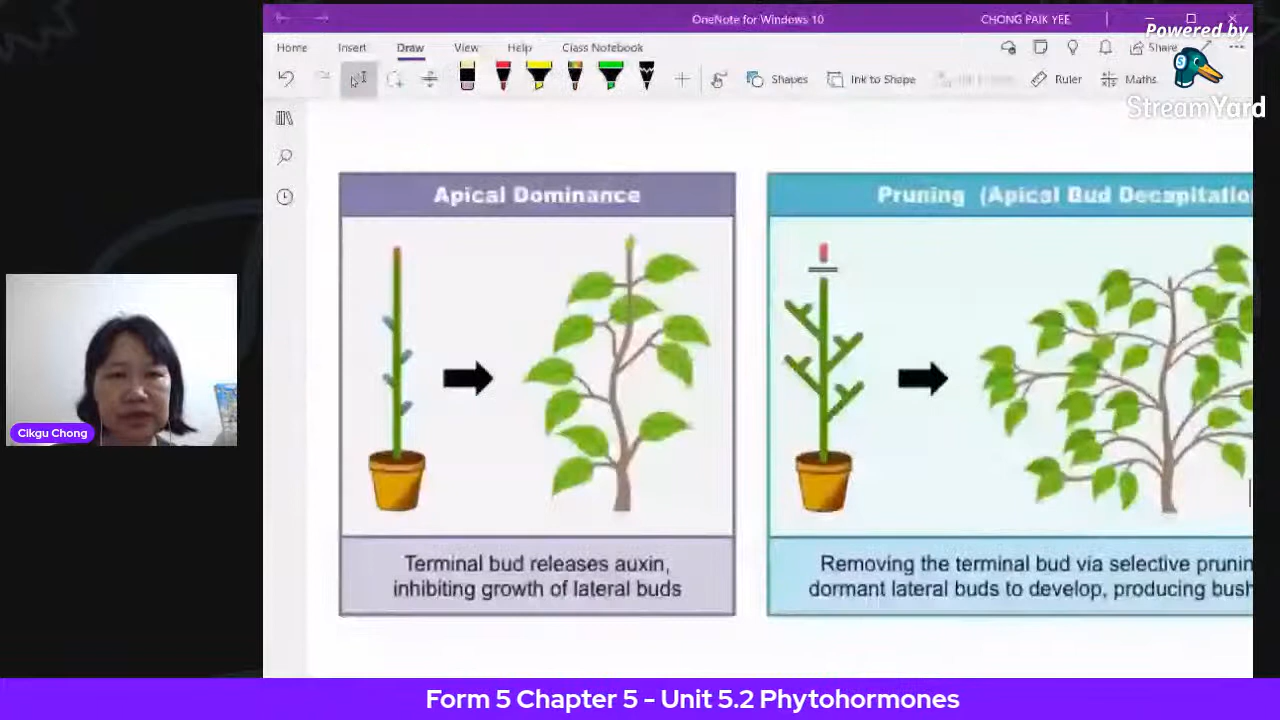 OneNote for Windows 10
CHONG PAIK YEE
Powered by
StreamYard
Home Insert Draw View Help Class Notebook
Share
Shapes Ink to Shape Ruler Maths
Apical Dominance
Terminal bud releases auxin,
inhibiting growth of lateral buds
Pruning (Apical Bud Decapitatio
Removing the terminal bud via selective prunin
dormant lateral buds to develop, producing bush
Cikgu Chong
Form 5 Chapter 5 - Unit 5.2 Phytohormones